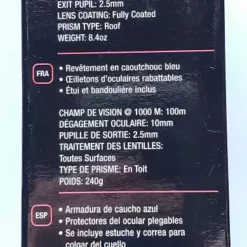 EXIT PUPIL: 2.5mm
LENS COATING: Fully Coated
PRISM TYPE: Roof
WEIGHT: 8.4oz
FRA
• Revêtement en caoutchouc bleu
• Œilletons d'oculaires rabattables
• Étui et bandoulière inclus
CHAMP DE VISION @ 1000 M: 100m
DÉGAGEMENT OCULAIRE: 10mm
PUPILLE DE SORTIE: 2.5mm
TRAITEMENT DES LENTILLES:
Toutes Surfaces
TYPE DE PRISM: En Toit
POIDS: 240g
ESP
• Armadura de caucho azul
• Protectores del ocular plegables
• Se incluye estuche y correa para
colgar del cuello